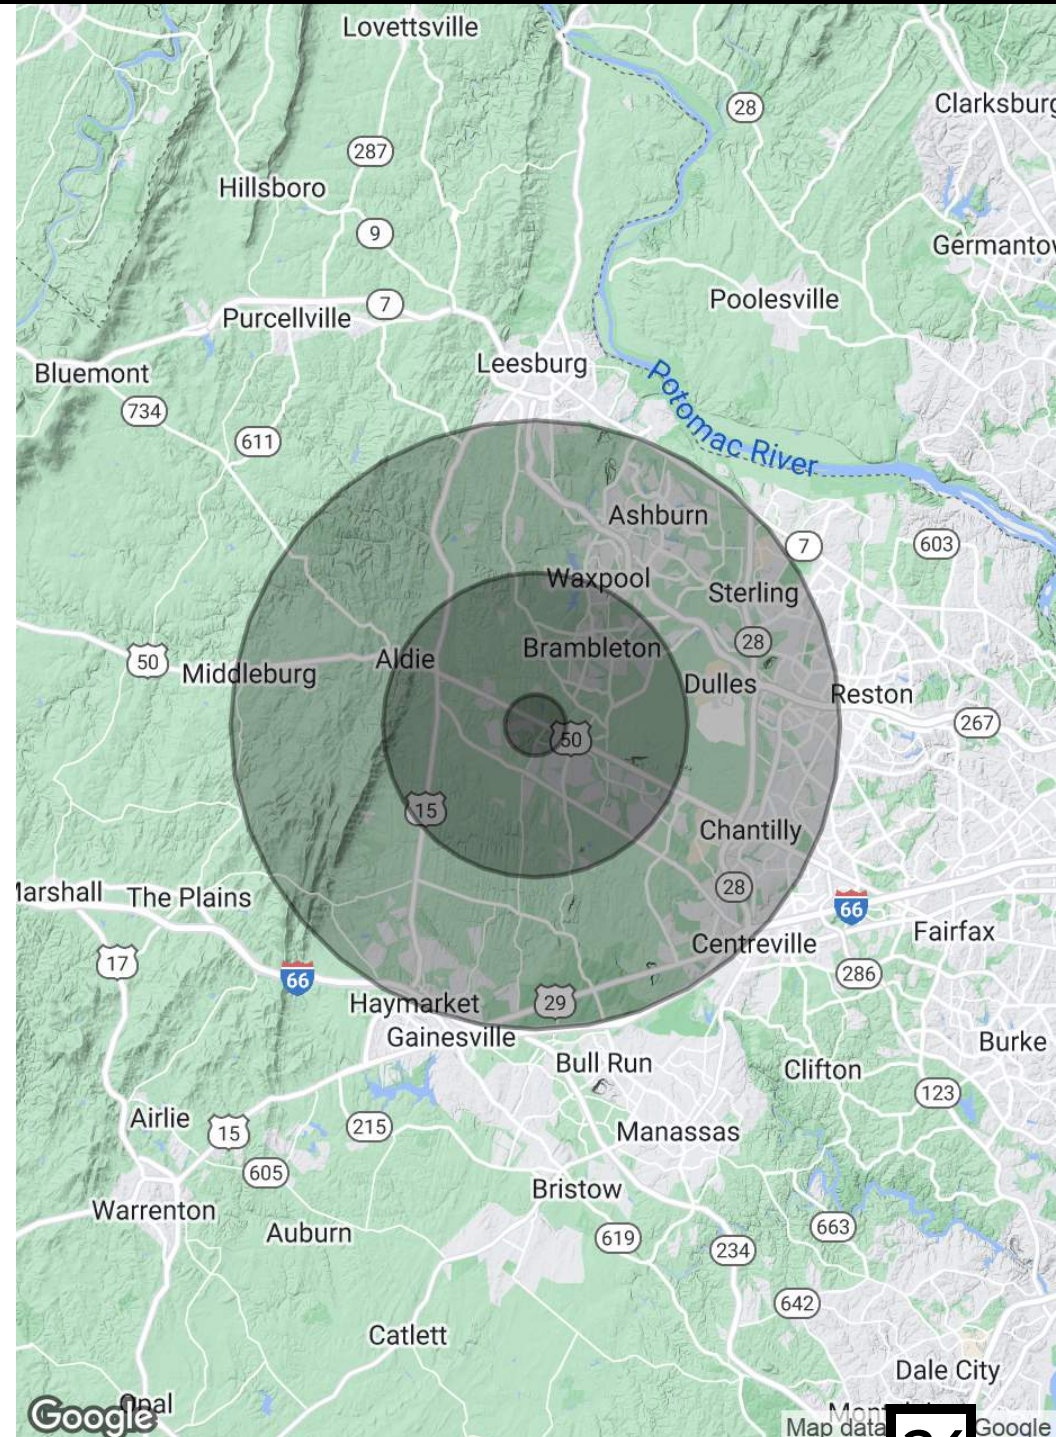 Lovettsville
28
Clarksburg
287
Hillsboro
9
Germantow
7
Poolesville
Purcellville
Leesburg
Bluemont
734
Potomac River
611
Ashburn
7
603
Waxpool
Sterling
28
Brambleton
50
Middleburg
Aldie
Dulles
Reston
267
50
15
Chantilly
28
Marshall
The Plains
66
Fairfax
17
66
Centreville
286
Haymarket
29
Gainesville
Burke
Bull Run
Clifton
123
Airlie
15
215
Manassas
605
Bristow
Warrenton
Auburn
619
663
234
642
Catlett
Dale City
Opal
Google
Map data
Google